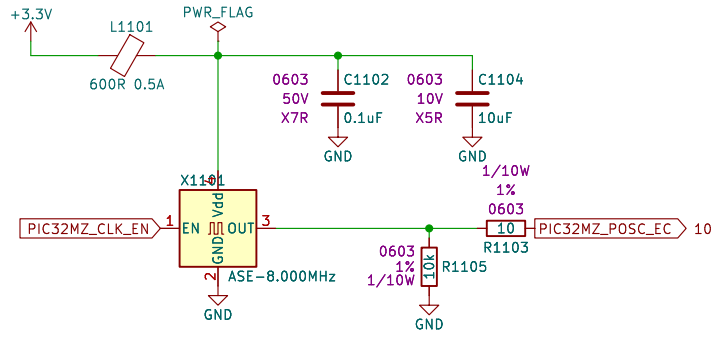 +3.3V
PWR_FLAG
L1101
600R 0.5A
0603
50V
X7R
C1102
0.1uF
GND
0603
10V
X5R
C1104
10uF
GND
X1101
4
Vdd
PIC32MZ_CLK_EN
1
EN
OUT
3
GND
2
ASE-8.000MHz
GND
1/10W
1%
0603
10
R1103
PIC32MZ_POSC_EC
10
0603
1%
1/10W
10k
R1105
GND